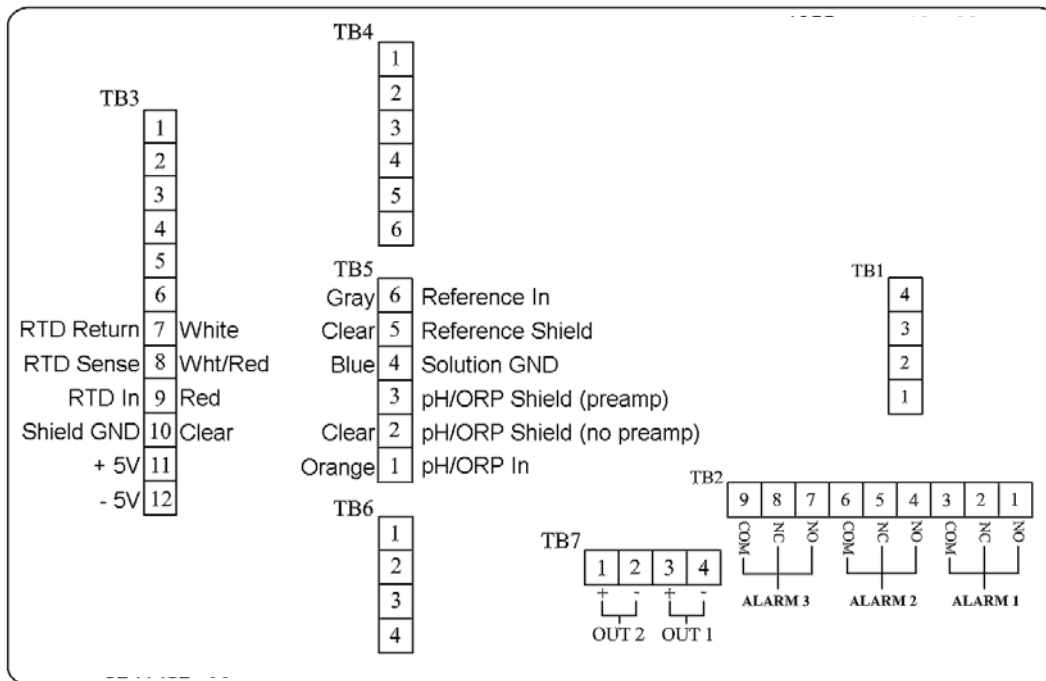 TB4
1
2
3
4
5
6
TB3
1
2
3
4
5
6
RTD Return 7 White
RTD Sense 8 Wht/Red
RTD In 9 Red
Shield GND 10 Clear
+ 5V 11
- 5V 12
TB5
Gray 6 Reference In
Clear 5 Reference Shield
Blue 4 Solution GND
3 pH/ORP Shield (preamp)
Clear 2 pH/ORP Shield (no preamp)
Orange 1 pH/ORP In
TB6
1
2
3
4
TB1
4
3
2
1
TB2
9 8 7 6 5 4 3 2 1
COM NC NO COM NC NO COM NC NO
ALARM 3 ALARM 2 ALARM 1
TB7
1 2 3 4
+ - + -
OUT 2 OUT 1